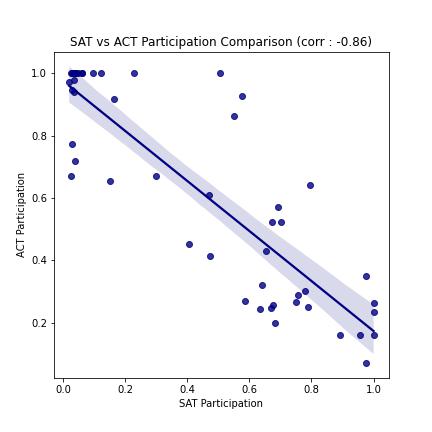 SAT vs ACT Participation Comparison (corr : -0.86)
1.0
0.8
0.6
0.4
0.2
ACT Participation
0.0 0.2 0.4 0.6 0.8 1.0
SAT Participation